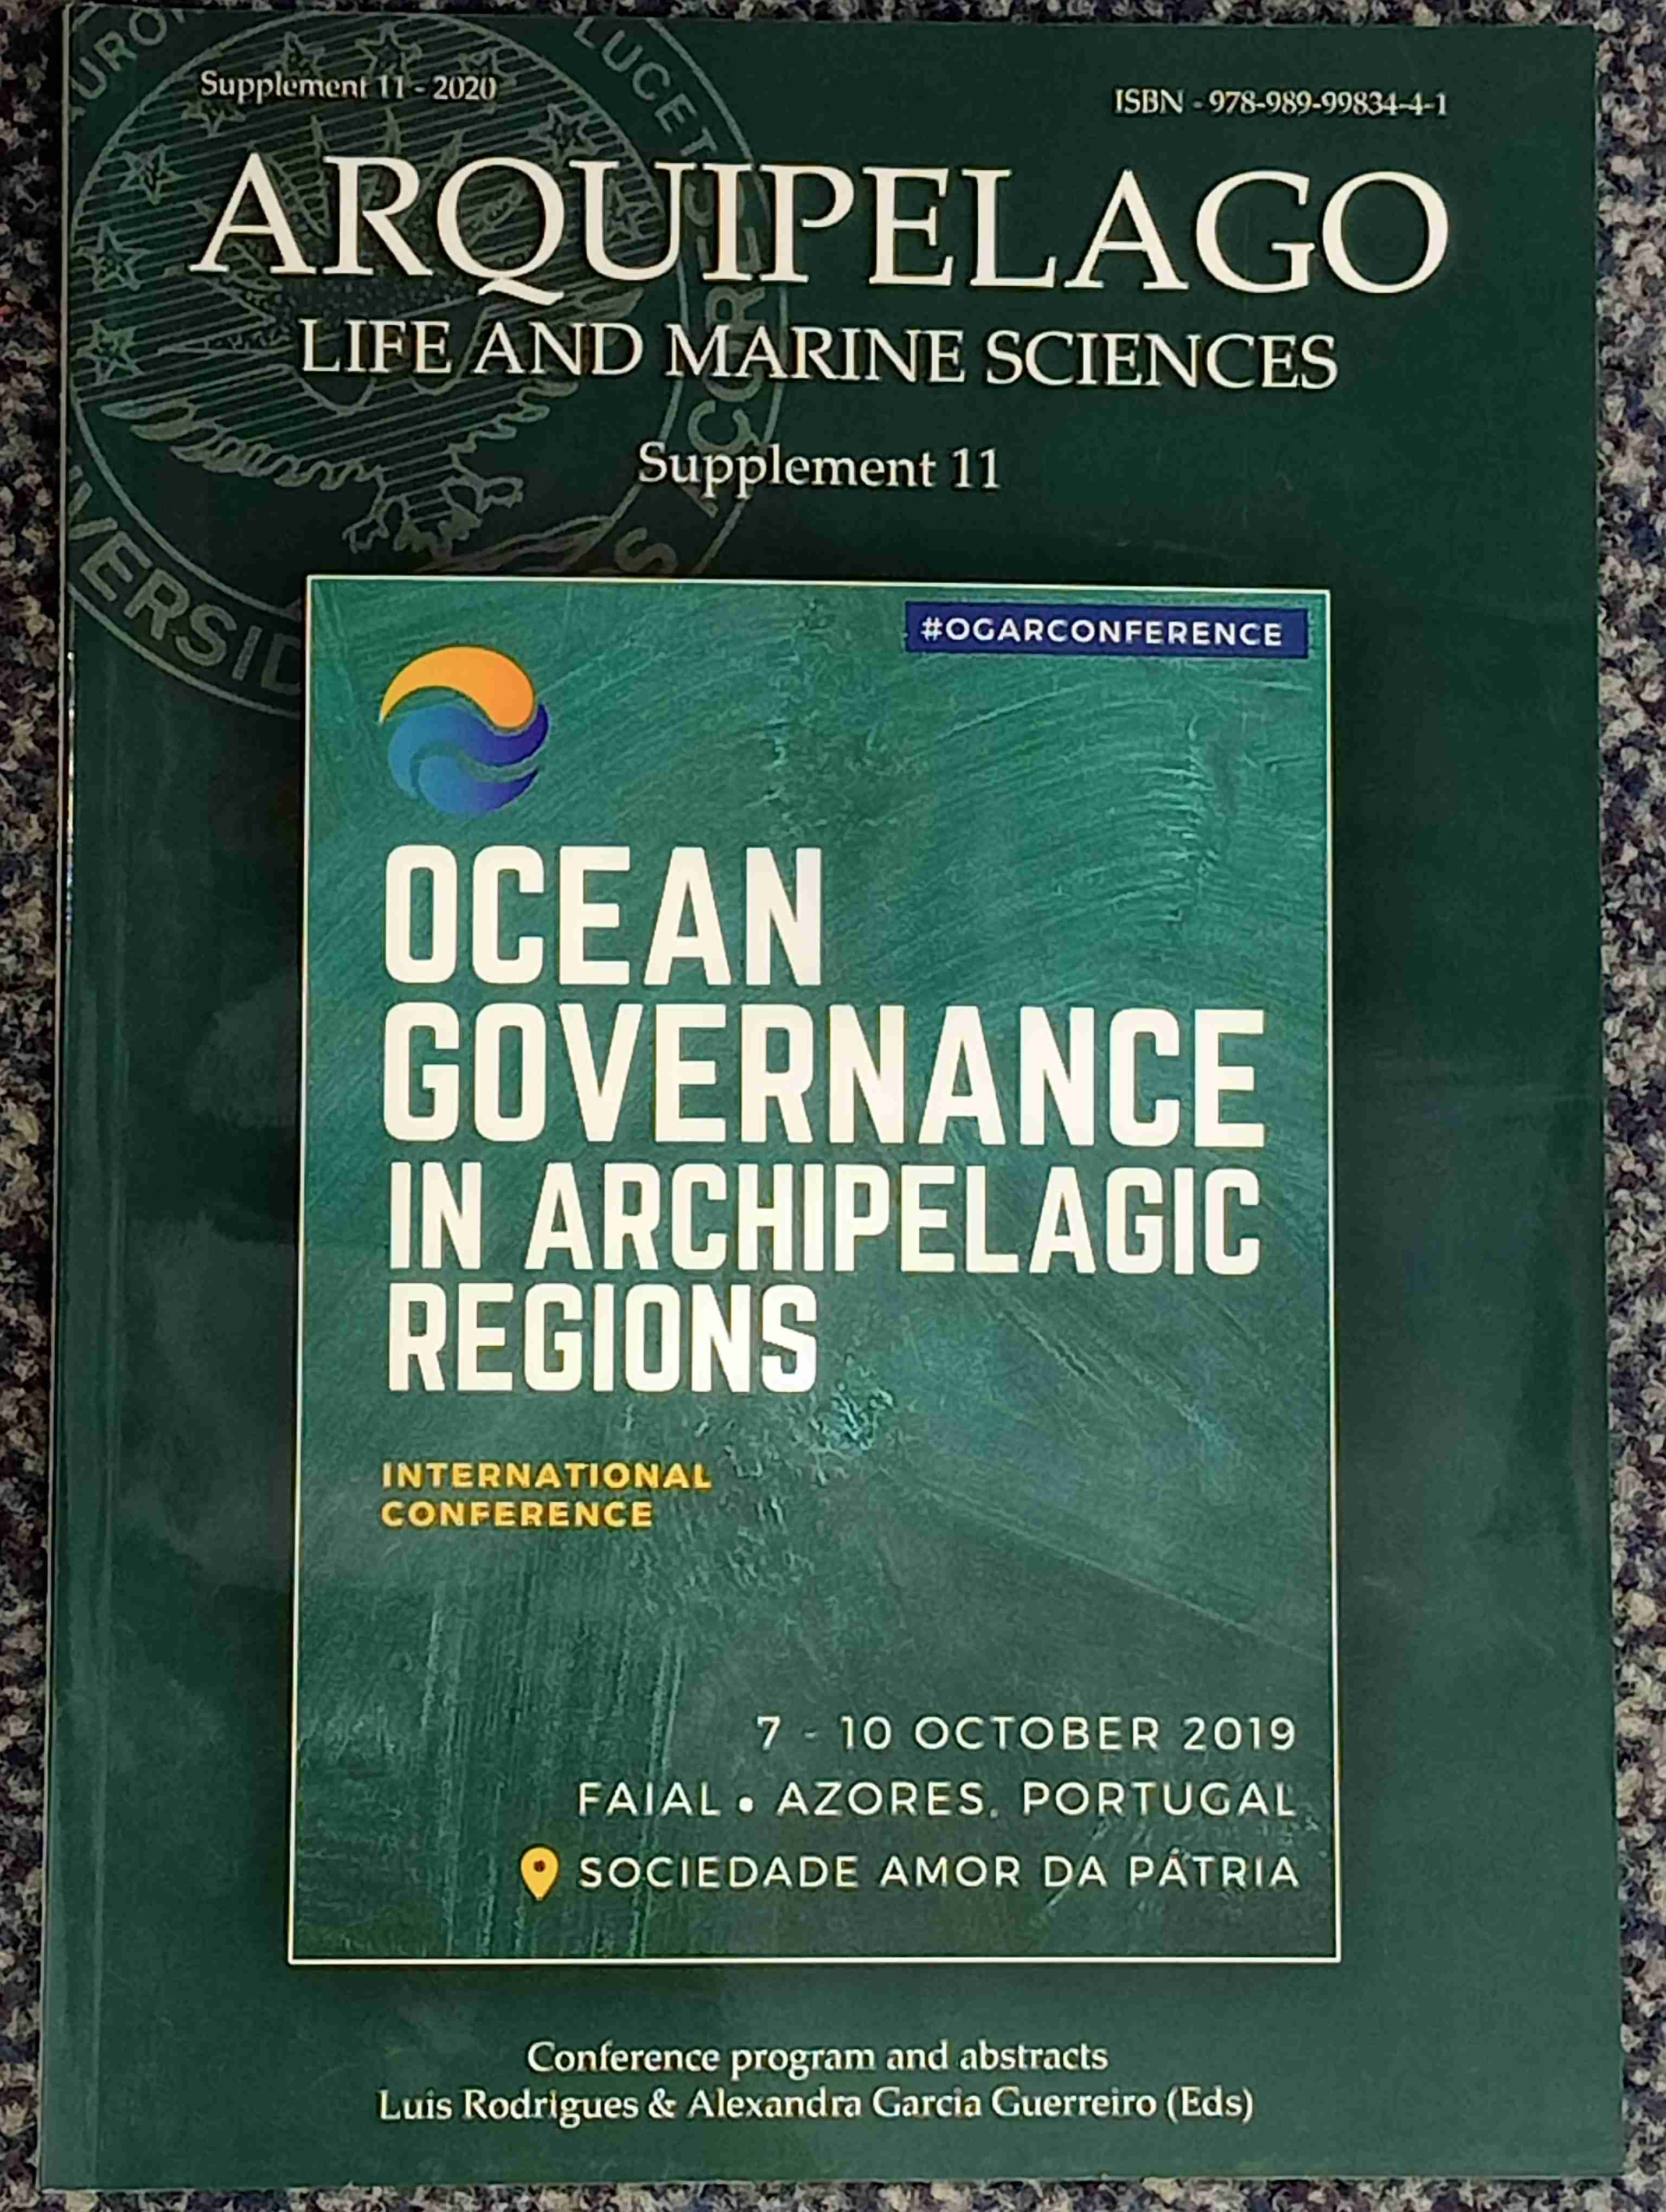 Supplement 11 - 2020
ISBN - 978-989-99834-4-1
ARQUIPELAGO
LIFE AND MARINE SCIENCES
Supplement 11
#OGARCONFERENCE
OCEAN
GOVERNANCE
IN ARCHIPELAGIC
REGIONS
INTERNATIONAL
CONFERENCE
7 - 10 OCTOBER 2019
FAIAL • AZORES, PORTUGAL
SOCIEDADE AMOR DA PÁTRIA
Conference program and abstracts
Luis Rodrigues & Alexandra Garcia Guerreiro (Eds)